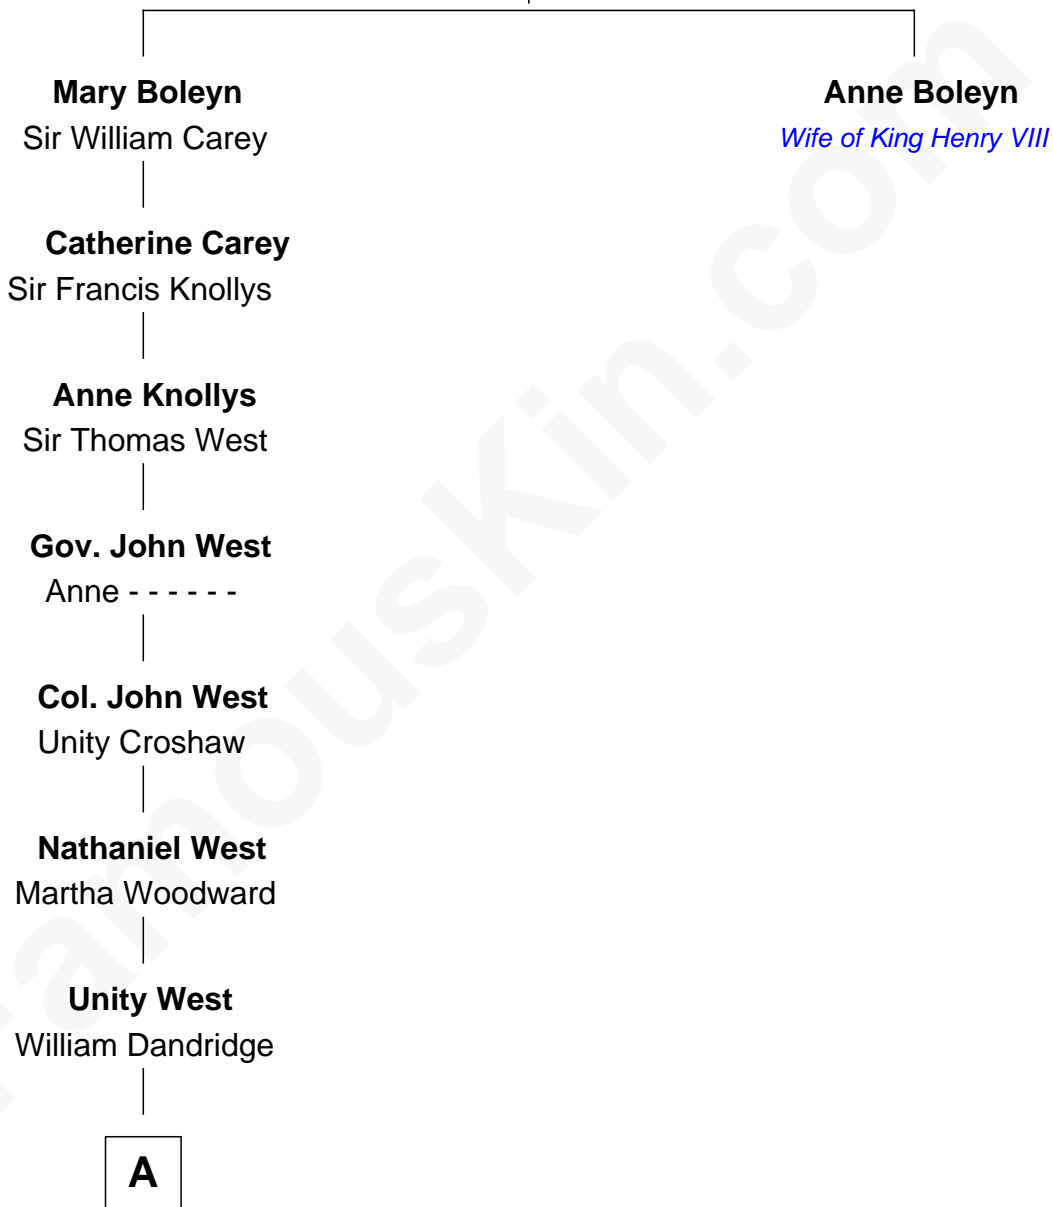 Mary Boleyn
Sir William Carey
Anne Boleyn
Wife of King Henry VIII
Catherine Carey
Sir Francis Knollys
Anne Knollys
Sir Thomas West
Gov. John West
Anne - - - - - -
Col. John West
Unity Croshaw
Nathaniel West
Martha Woodward
Unity West
William Dandridge
A
FamousKin.com